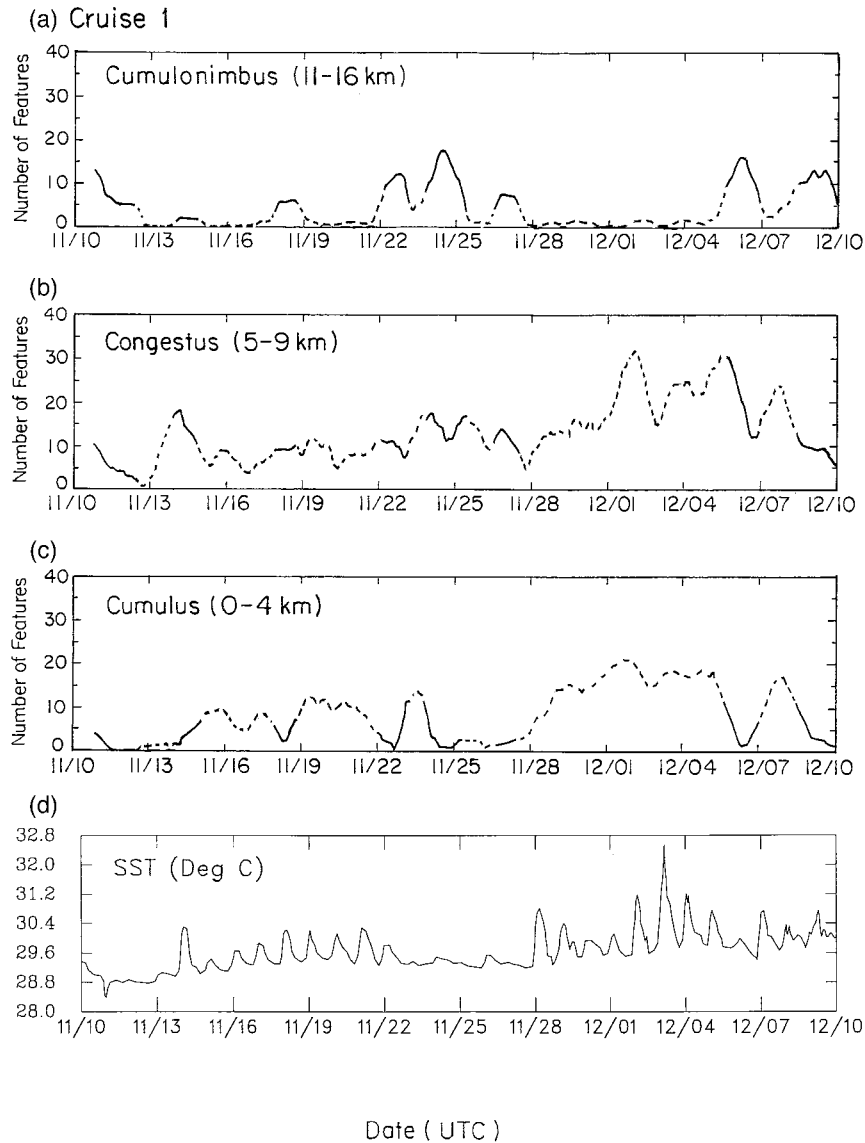 (a) Cruise 1
Number of Features
40
30
20
10
0
Cumulonimbus (11-16 km)
11/10 11/13 11/16 11/19 11/22 11/25 11/28 12/01 12/04 12/07 12/10
(b)
Number of Features
40
30
20
10
0
Congestus (5-9 km)
11/10 11/13 11/16 11/19 11/22 11/25 11/28 12/01 12/04 12/07 12/10
(c)
Number of Features
40
30
20
10
0
Cumulus (0-4 km)
11/10 11/13 11/16 11/19 11/22 11/25 11/28 12/01 12/04 12/07 12/10
(d)
32.8
32.0
31.2
30.4
29.6
28.8
28.0
SST (Deg C)
11/10 11/13 11/16 11/19 11/22 11/25 11/28 12/01 12/04 12/07 12/10
Date (UTC)